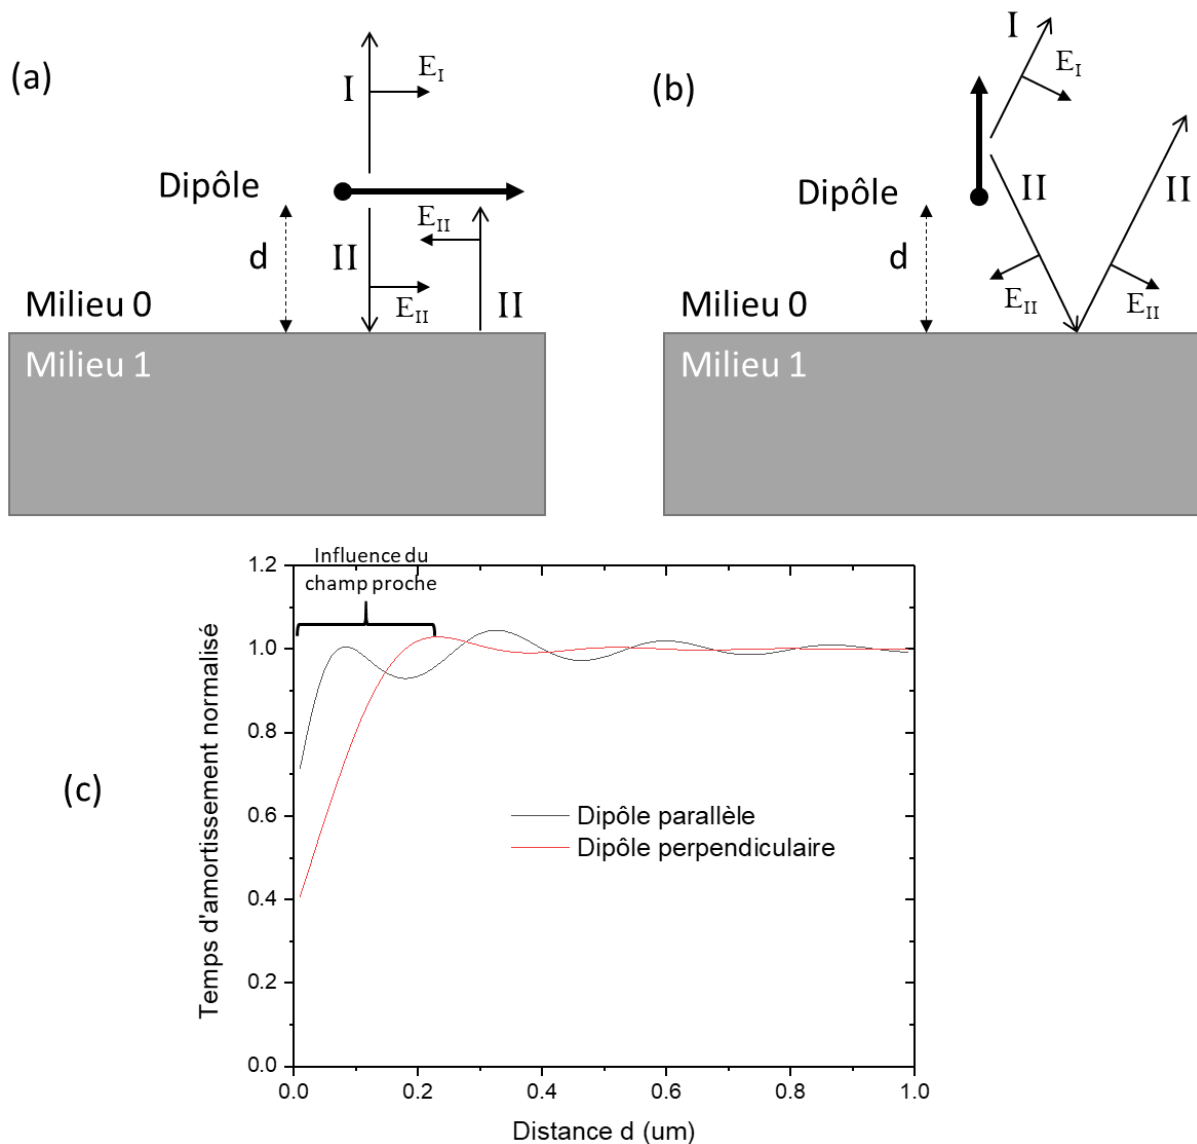 (a)
I
E_I
Dipôle
d
II
E_II
E_II
II
Milieu 0
Milieu 1
(b)
I
E_I
Dipôle
II
II
d
E_II
E_II
Milieu 0
Milieu 1
(c)
Influence du
champ proche
Temps d'amortissement normalisé
1.2
1.0
0.8
0.6
0.4
0.2
0.0
Dipôle parallèle
Dipôle perpendiculaire
0.0 0.2 0.4 0.6 0.8 1.0
Distance d (um)